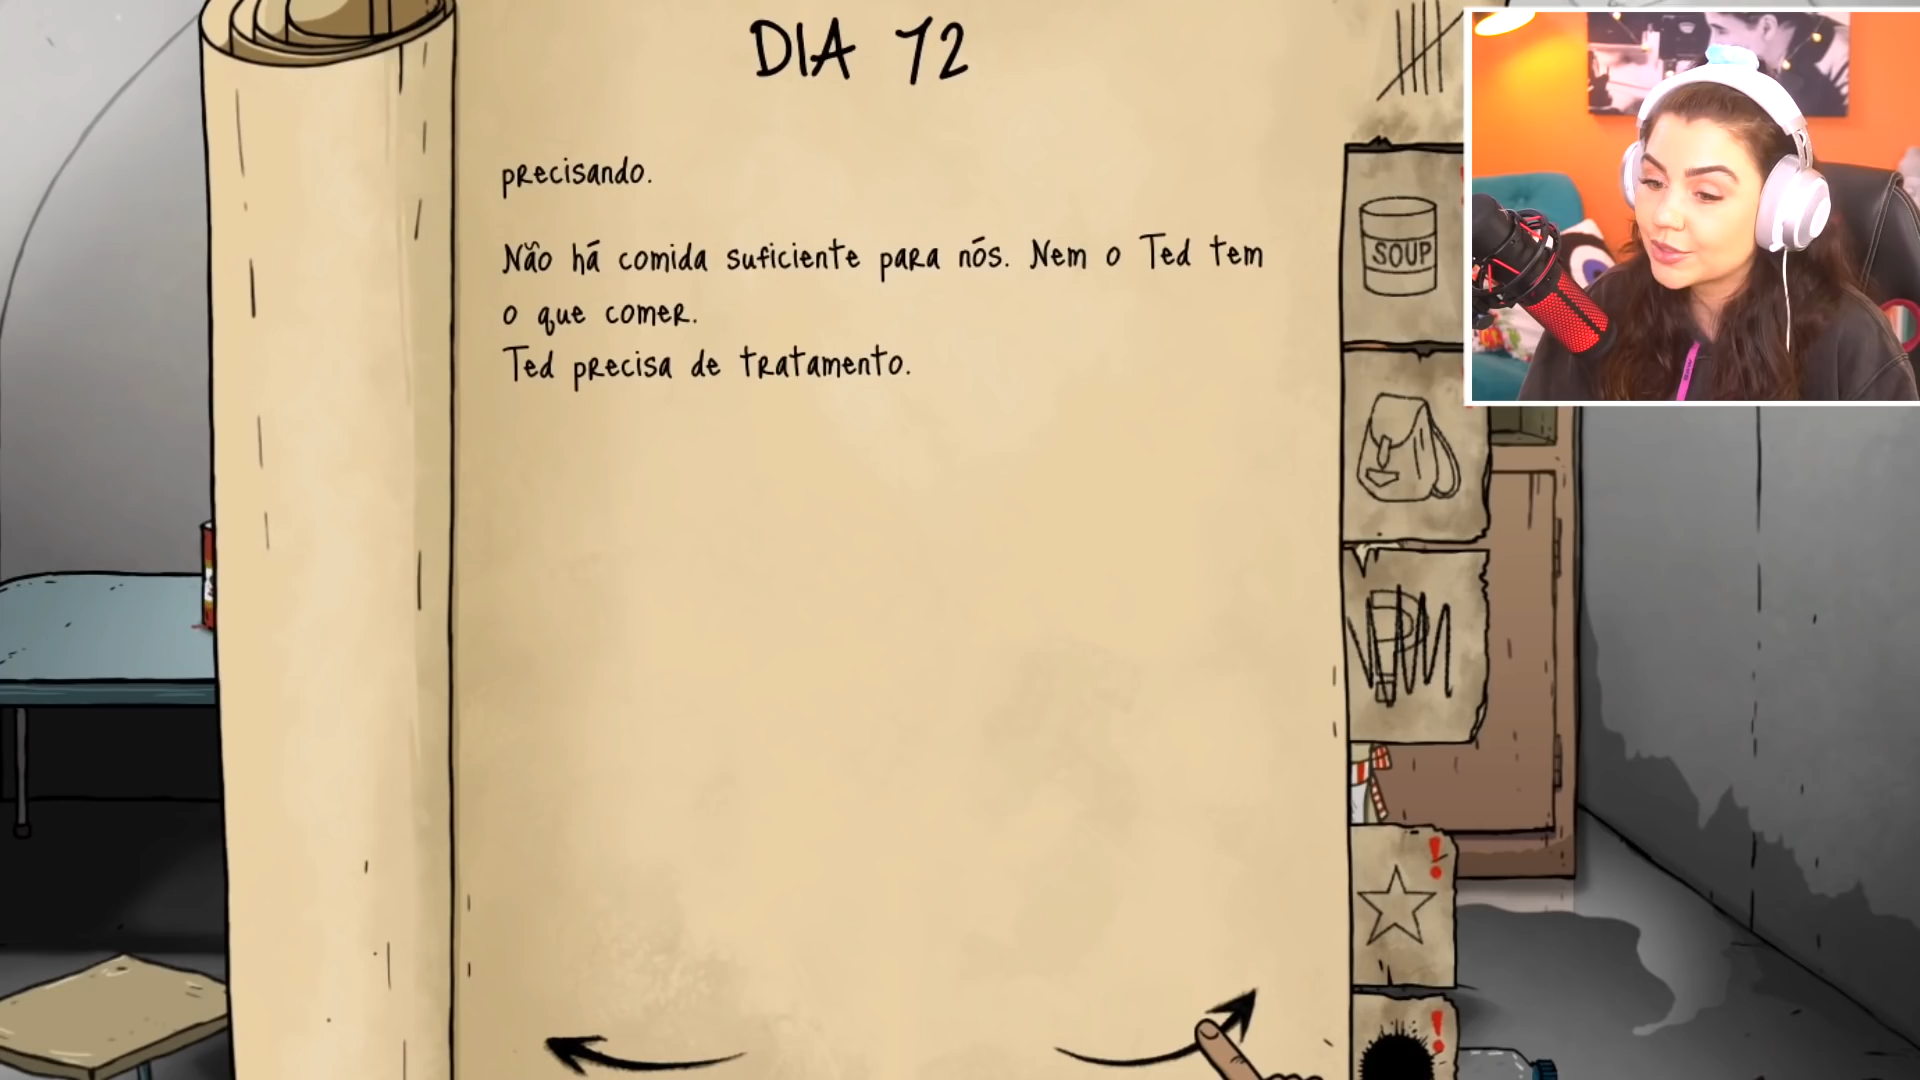 DIA 72
precisando.
Não há comida suficiente para nós. Nem o Ted tem
o que comer.
Ted precisa de tratamento.
SOUP
!
!